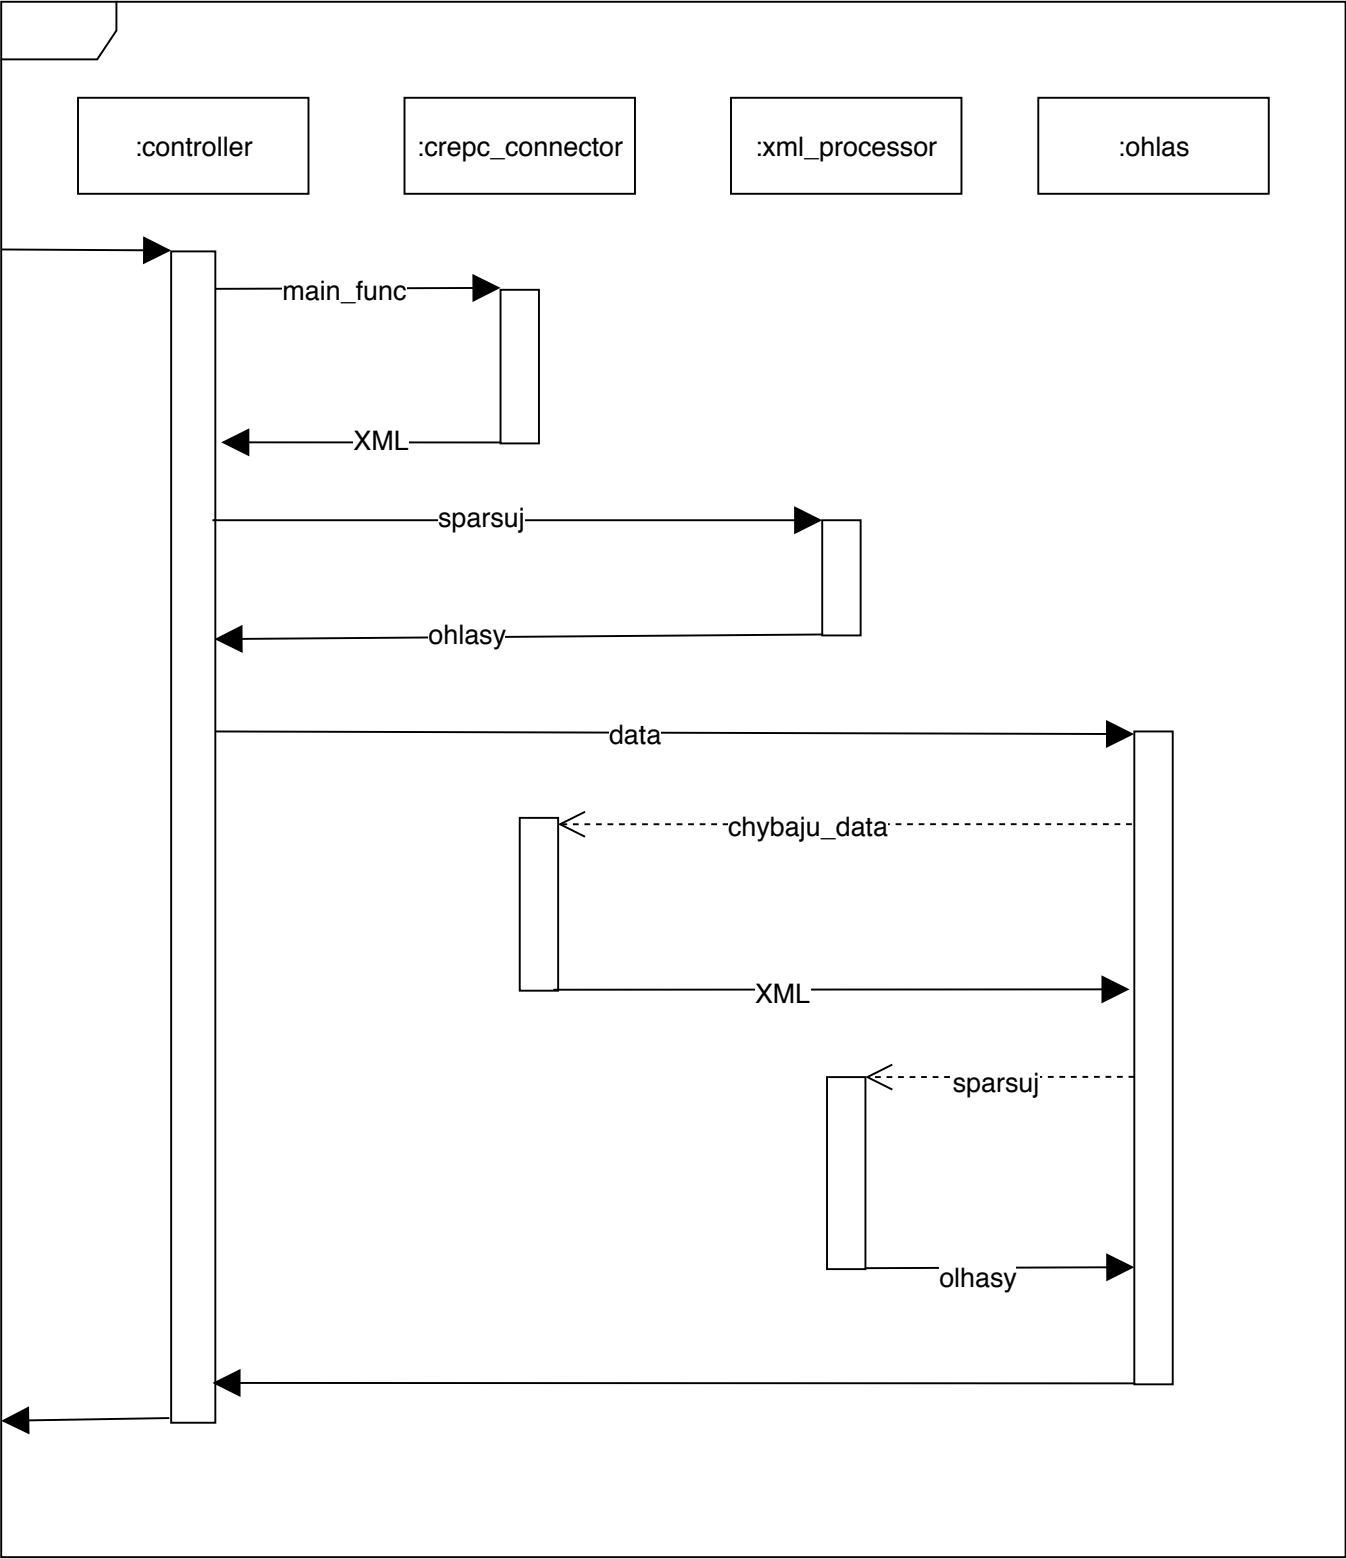 :controller
:crepc_connector
:xml_processor
:ohlas
main_func
XML
sparsuj
ohlasy
data
chybaju_data
XML
sparsuj
olhasy